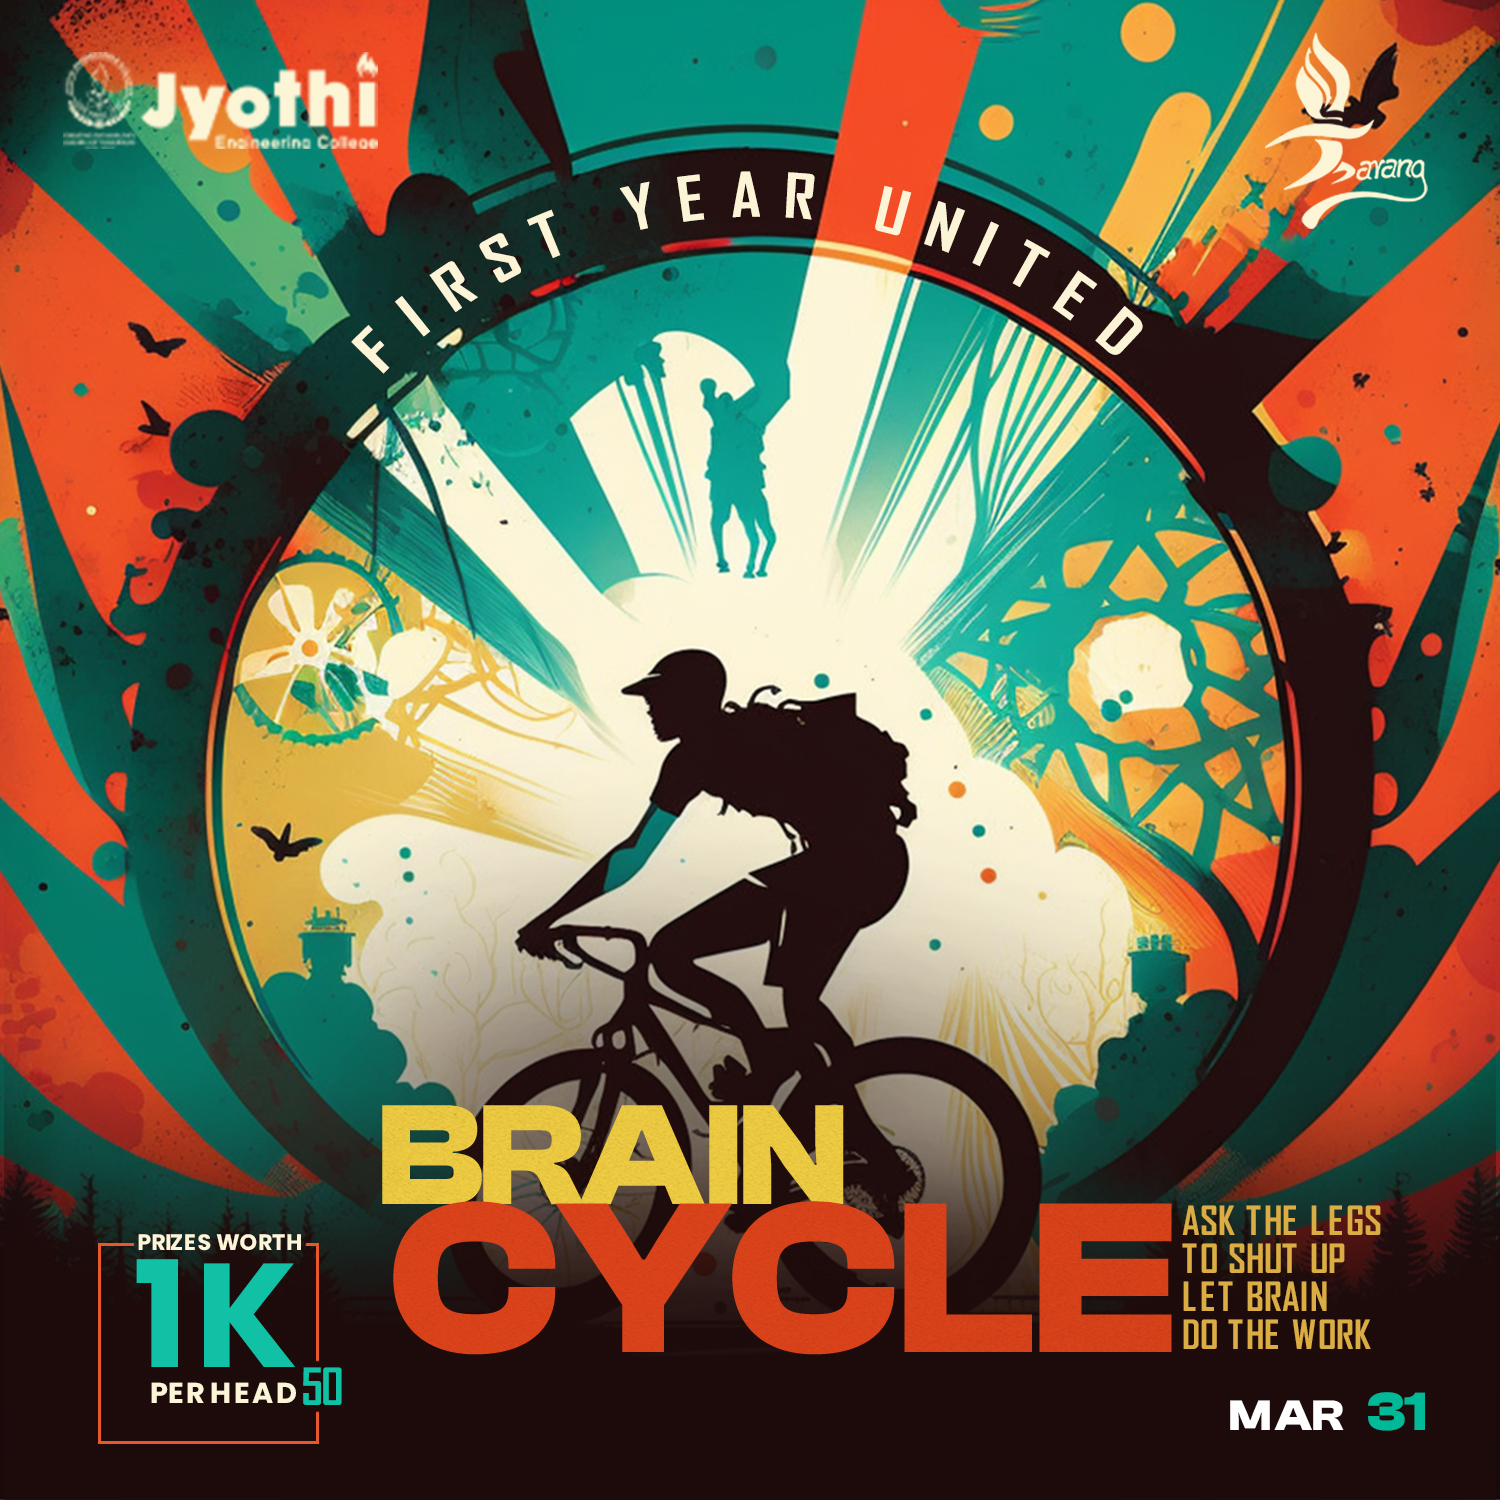 Jyothi
Engineering College
Tarang
FIRST YEAR UNITED
BRAIN
CYCLE
ASK THE LEGS
TO SHUT UP
LET BRAIN
DO THE WORK
PRIZES WORTH
1K
PER HEAD 50
MAR 31